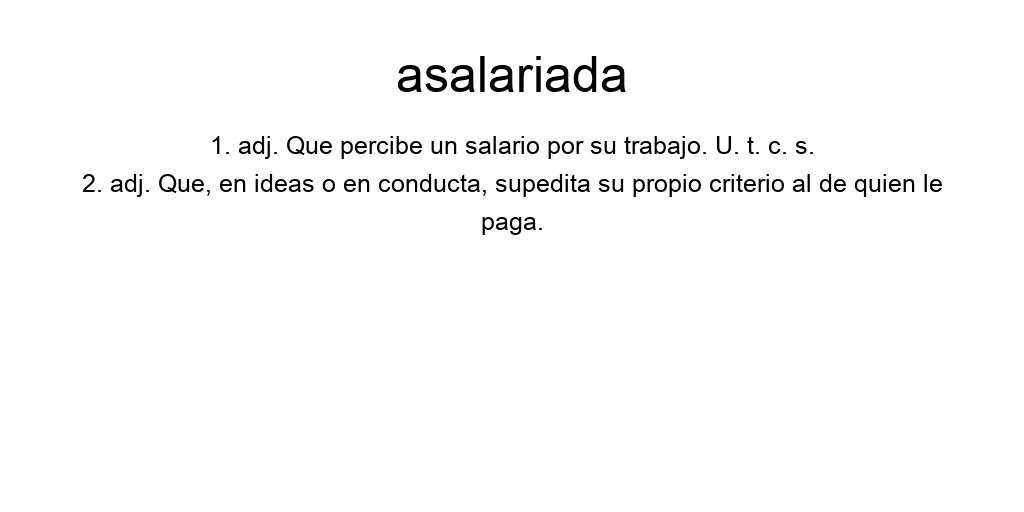 asalariada
1. adj. Que percibe un salario por su trabajo. U. t. c. s.
2. adj. Que, en ideas o en conducta, supedita su propio criterio al de quien le
paga.